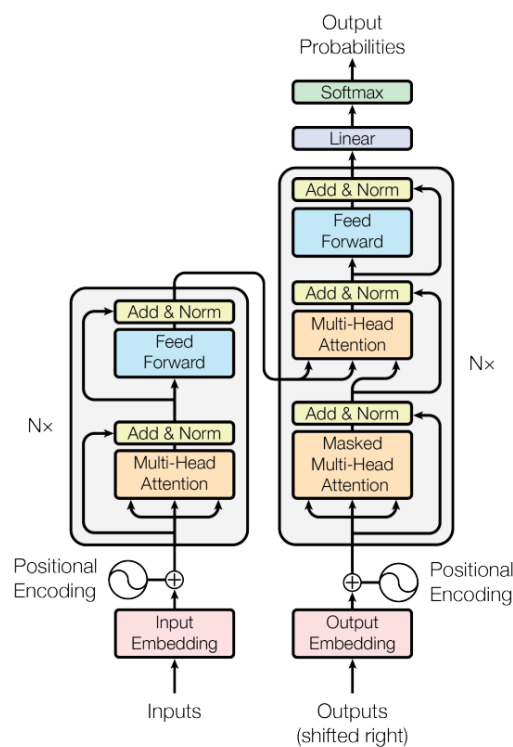 Output
Probabilities
Softmax
Linear
Add & Norm
Feed
Forward
Add & Norm
Multi-Head
Attention
Add & Norm
Masked
Multi-Head
Attention
N×
Positional
Encoding
Output
Embedding
Outputs
(shifted right)
Add & Norm
Feed
Forward
Add & Norm
Multi-Head
Attention
N×
Positional
Encoding
Input
Embedding
Inputs